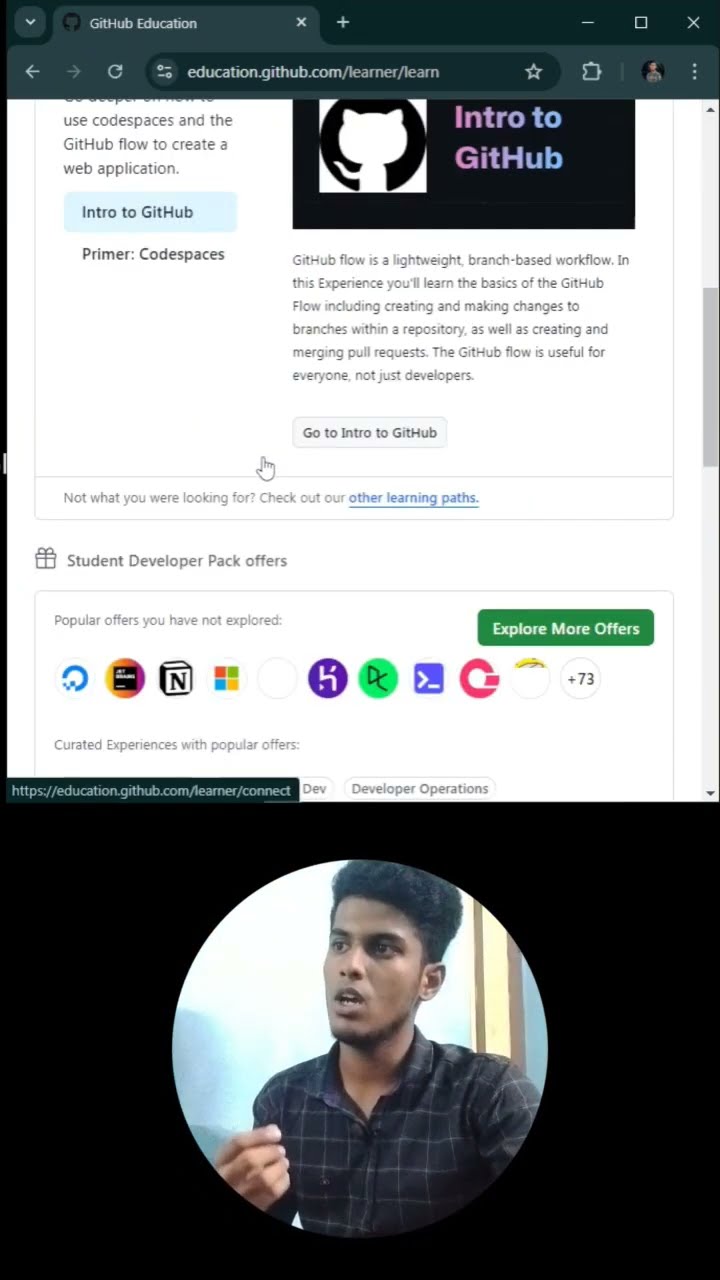 GitHub Education
education.github.com/learner/learn
use codespaces and the
GitHub flow to create a
web application.
Intro to GitHub
Primer: Codespaces
Intro to
GitHub
GitHub flow is a lightweight, branch-based workflow. In
this Experience you'll learn the basics of the GitHub
Flow including creating and making changes to
branches within a repository, as well as creating and
merging pull requests. The GitHub flow is useful for
everyone, not just developers.
Go to Intro to GitHub
Not what you were looking for? Check out our other learning paths.
Student Developer Pack offers
Popular offers you have not explored:
Explore More Offers
JET
BRAINS
N
+73
Curated Experiences with popular offers:
https://education.github.com/learner/connect
Dev
Developer Operations